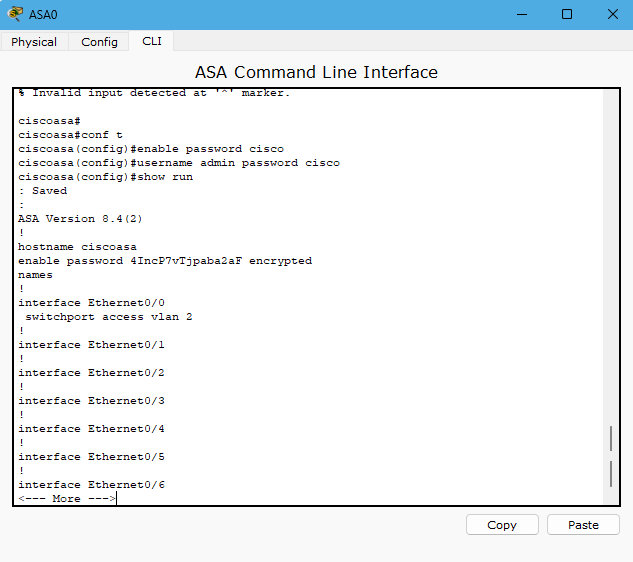 ASA0
Physical Config CLI
ASA Command Line Interface
% Invalid input detected at '^' marker.
ciscoasa#
ciscoasa#conf t
ciscoasa(config)#enable password cisco
ciscoasa(config)#username admin password cisco
ciscoasa(config)#show run
: Saved
:
ASA Version 8.4(2)
!
hostname ciscoasa
enable password 4IncP7vTjpaba2aF encrypted
names
!
interface Ethernet0/0
 switchport access vlan 2
!
interface Ethernet0/1
!
interface Ethernet0/2
!
interface Ethernet0/3
!
interface Ethernet0/4
!
interface Ethernet0/5
!
interface Ethernet0/6
<--- More --->
Copy Paste